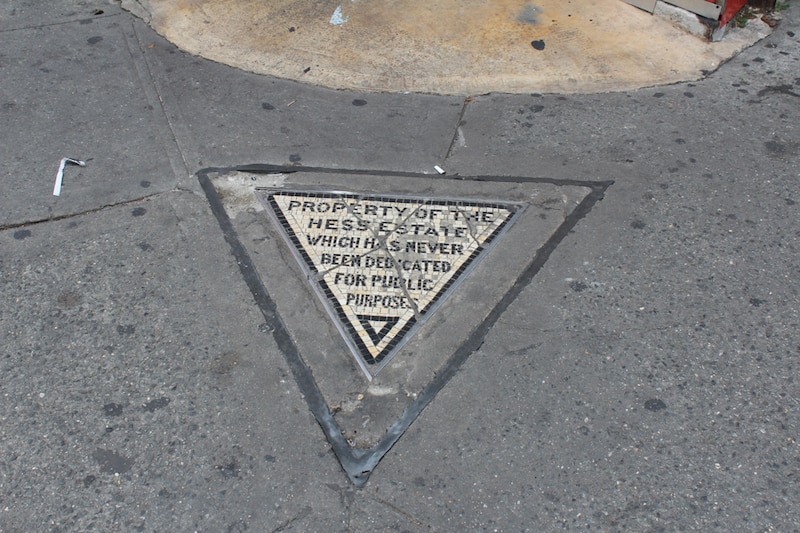 PROPERTY OF THE
HESS ESTATE
WHICH HAS NEVER
BEEN DEDICATED
FOR PUBLIC
PURPOSES